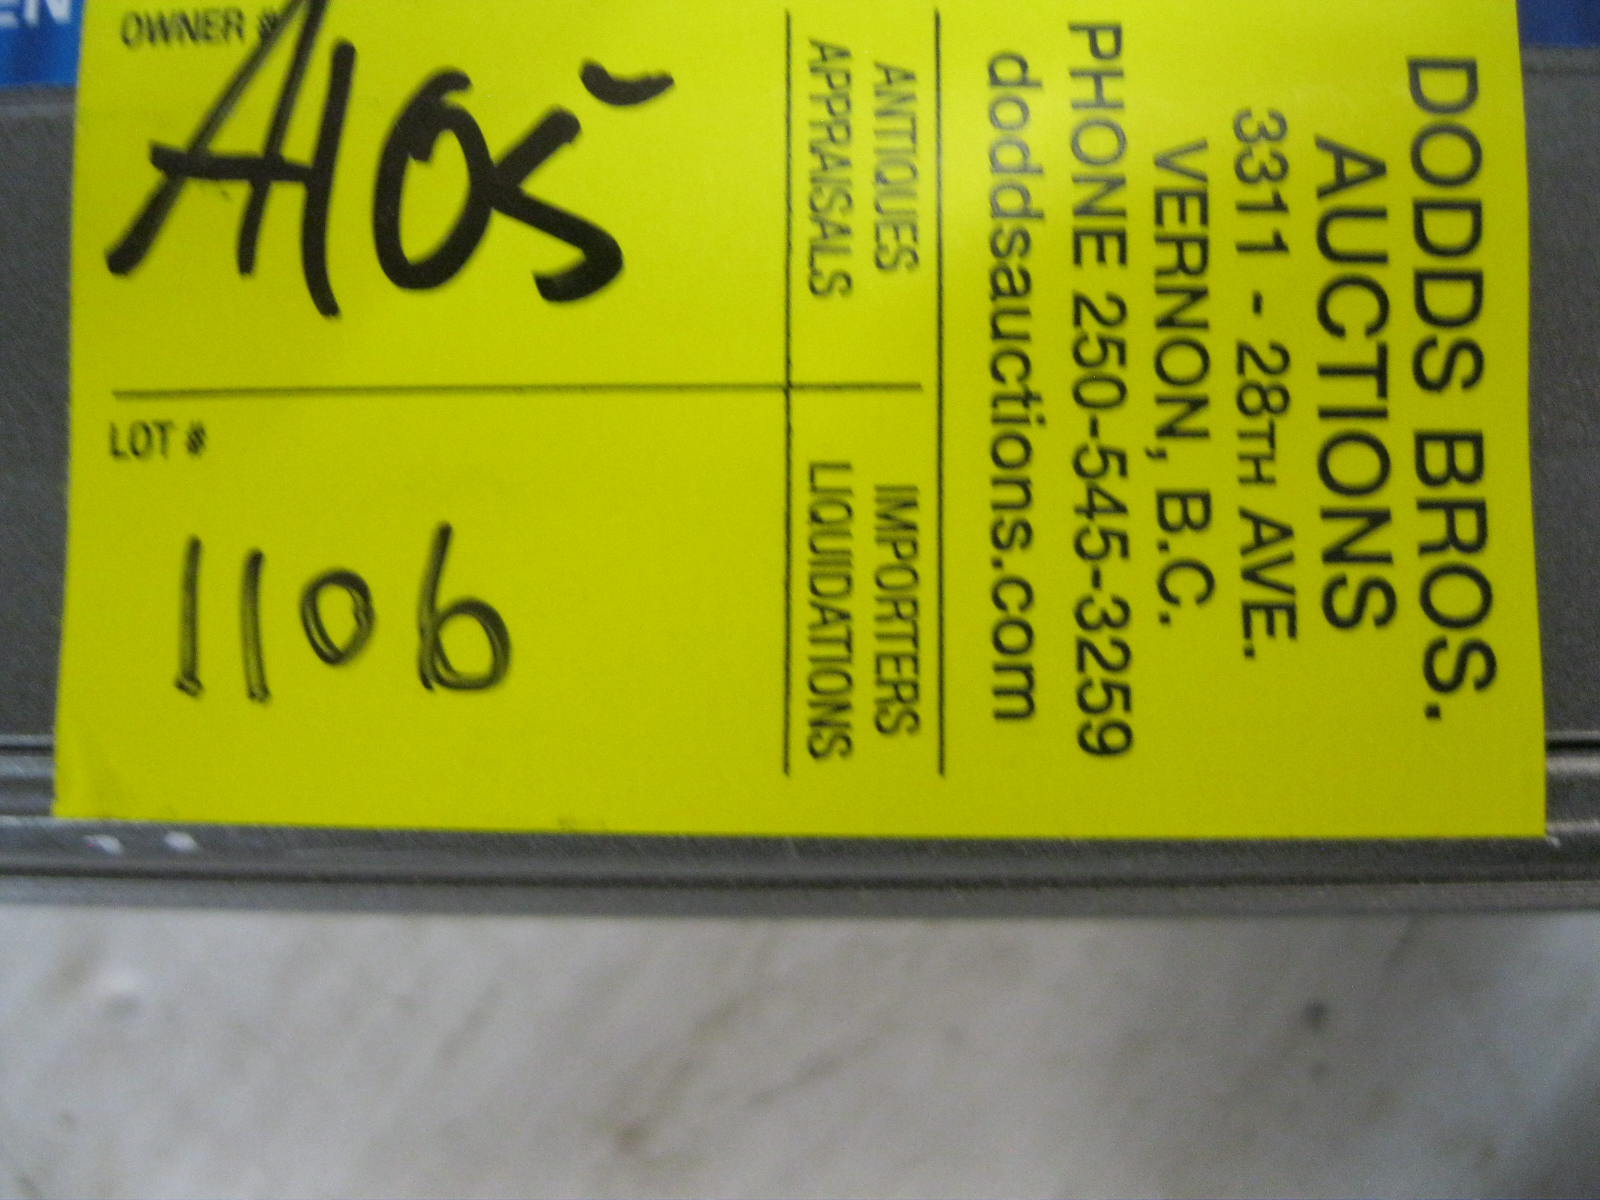 DODDS BROS.
AUCTIONS
3311 - 28TH AVE.
VERNON, B.C.
PHONE 250-545-3259
doddsauctions.com
ANTIQUES
APPRAISALS
IMPORTERS
LIQUIDATIONS
OWNER #
A105
LOT #
1106